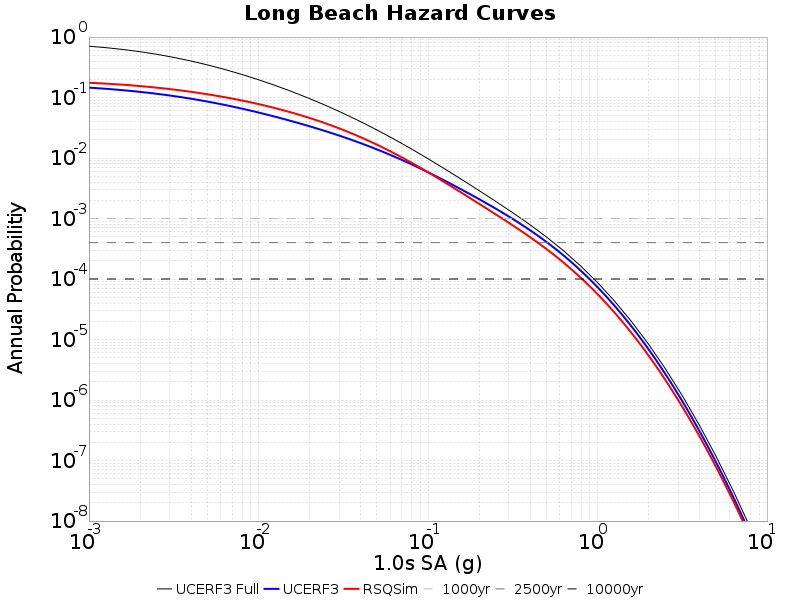 Long Beach Hazard Curves
10^0
10^-1
10^-2
10^-3
10^-4
10^-5
10^-6
10^-7
10^-8
Annual Probabilitiy
10^-3 10^-2 10^-1 10^0 10^1
1.0s SA (g)
UCERF3 Full UCERF3 RSQSim 1000yr 2500yr 10000yr